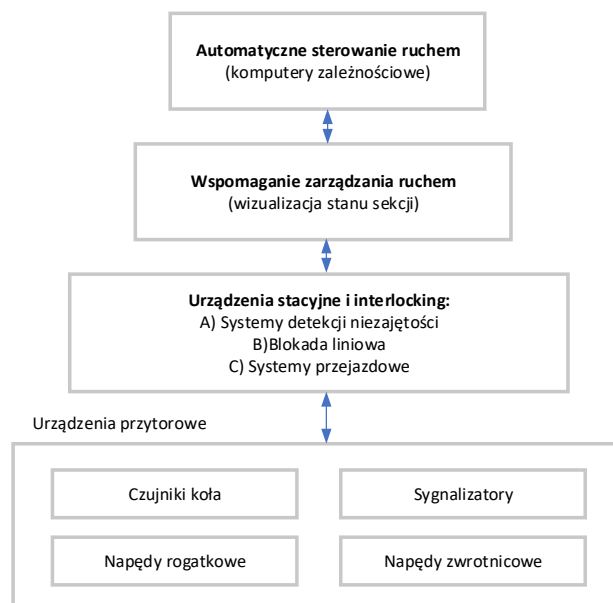 Automatyczne sterowanie ruchem
(komputery zależnościowe)
Wspomaganie zarządzania ruchem
(wizualizacja stanu sekcji)
Urządzenia stacyjne i interlocking:
A) Systemy detekcji niezajętości
B)Blokada liniowa
C) Systemy przejazdowe
Urządzenia przytorowe
Czujniki koła
Sygnalizatory
Napędy rogatkowe
Napędy zwrotnicowe